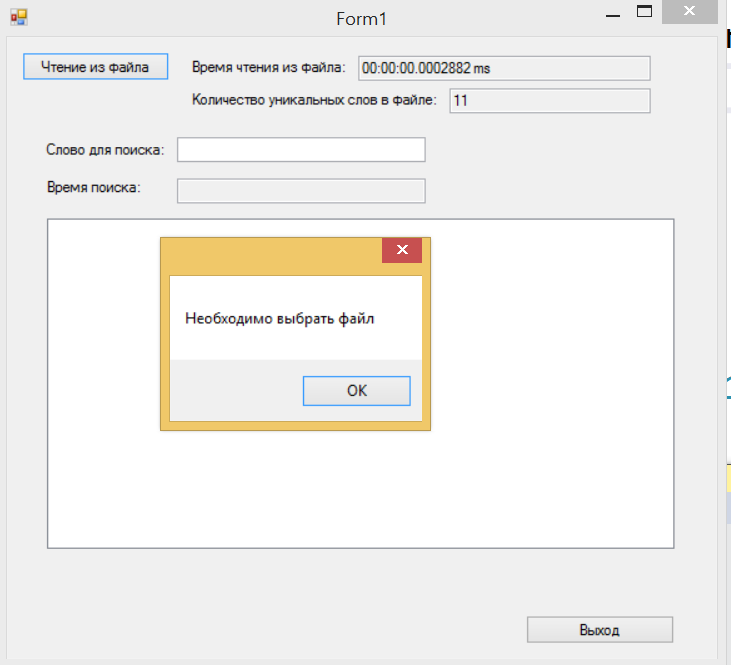 Form1
Чтение из файла
Время чтения из файла: 00:00:00.0002882 ms
Количество уникальных слов в файле: 11
Слово для поиска:
Время поиска:
Необходимо выбрать файл
OK
Выход